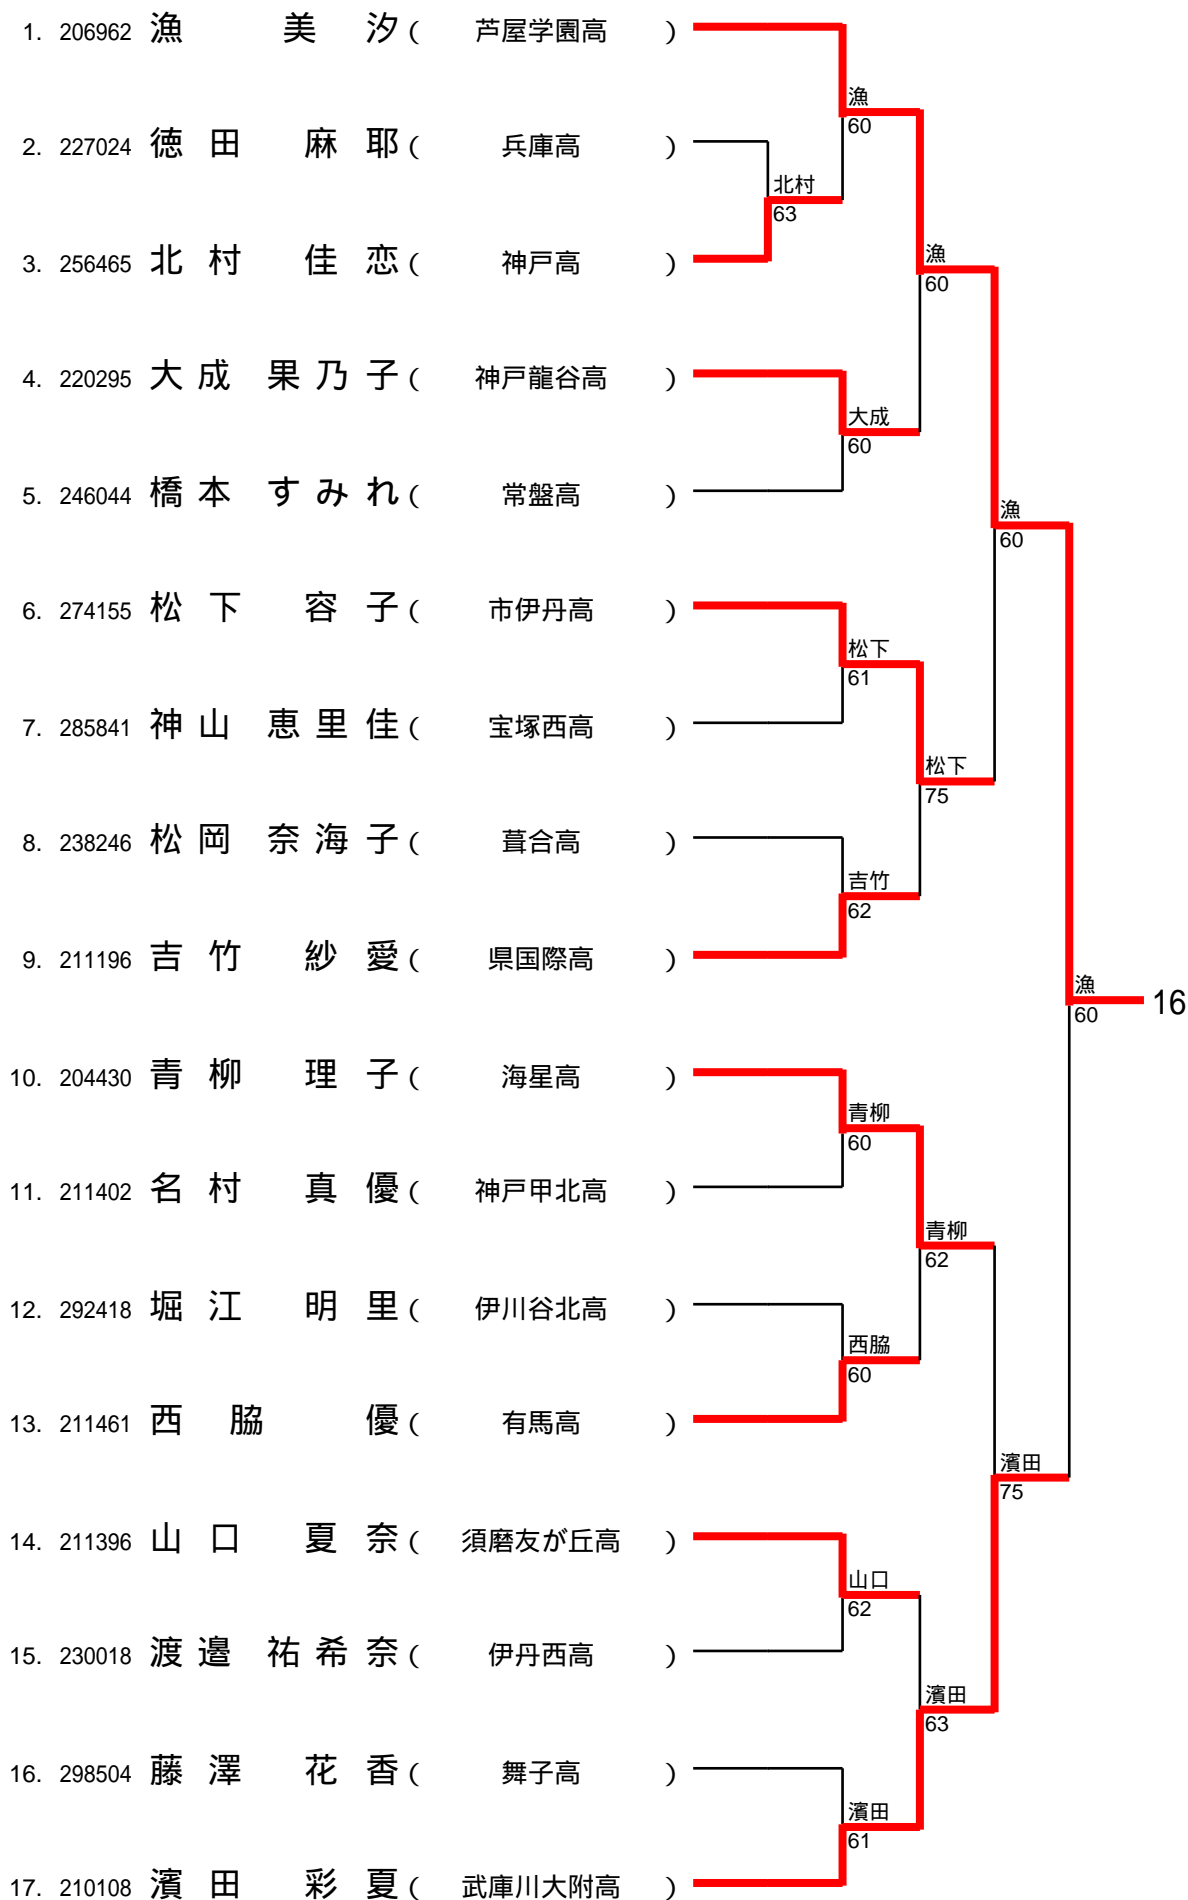 1. 206962 漁 美 汐 ( 芦屋学園高 )
漁
60
2. 227024 徳 田 麻 耶 ( 兵庫高 )
北村
63
3. 256465 北 村 佳 恋 ( 神戸高 )
漁
60
4. 220295 大 成 果 乃 子 ( 神戸龍谷高 )
大成
60
5. 246044 橋 本 す み れ ( 常盤高 )
漁
60
6. 274155 松 下 容 子 ( 市伊丹高 )
松下
61
7. 285841 神 山 恵 里 佳 ( 宝塚西高 )
松下
75
8. 238246 松 岡 奈 海 子 ( 葺合高 )
吉竹
62
9. 211196 吉 竹 紗 愛 ( 県国際高 )
漁
60
16
10. 204430 青 柳 理 子 ( 海星高 )
青柳
60
11. 211402 名 村 真 優 ( 神戸甲北高 )
青柳
62
12. 292418 堀 江 明 里 ( 伊川谷北高 )
西脇
60
13. 211461 西 脇 優 ( 有馬高 )
濱田
75
14. 211396 山 口 夏 奈 ( 須磨友が丘高 )
山口
62
15. 230018 渡 邉 祐 希 奈 ( 伊丹西高 )
濱田
63
16. 298504 藤 澤 花 香 ( 舞子高 )
濱田
61
17. 210108 濱 田 彩 夏 ( 武庫川大附高 )